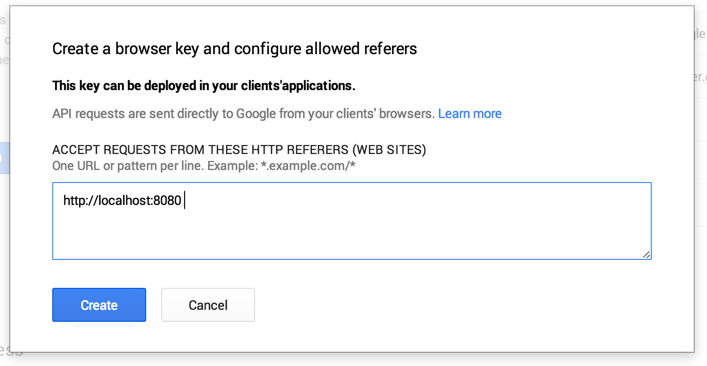 Create a browser key and configure allowed referers
This key can be deployed in your clients'applications.
API requests are sent directly to Google from your clients' browsers. Learn more
ACCEPT REQUESTS FROM THESE HTTP REFERERS (WEB SITES)
One URL or pattern per line. Example: *.example.com/*
http://localhost:8080
Create Cancel